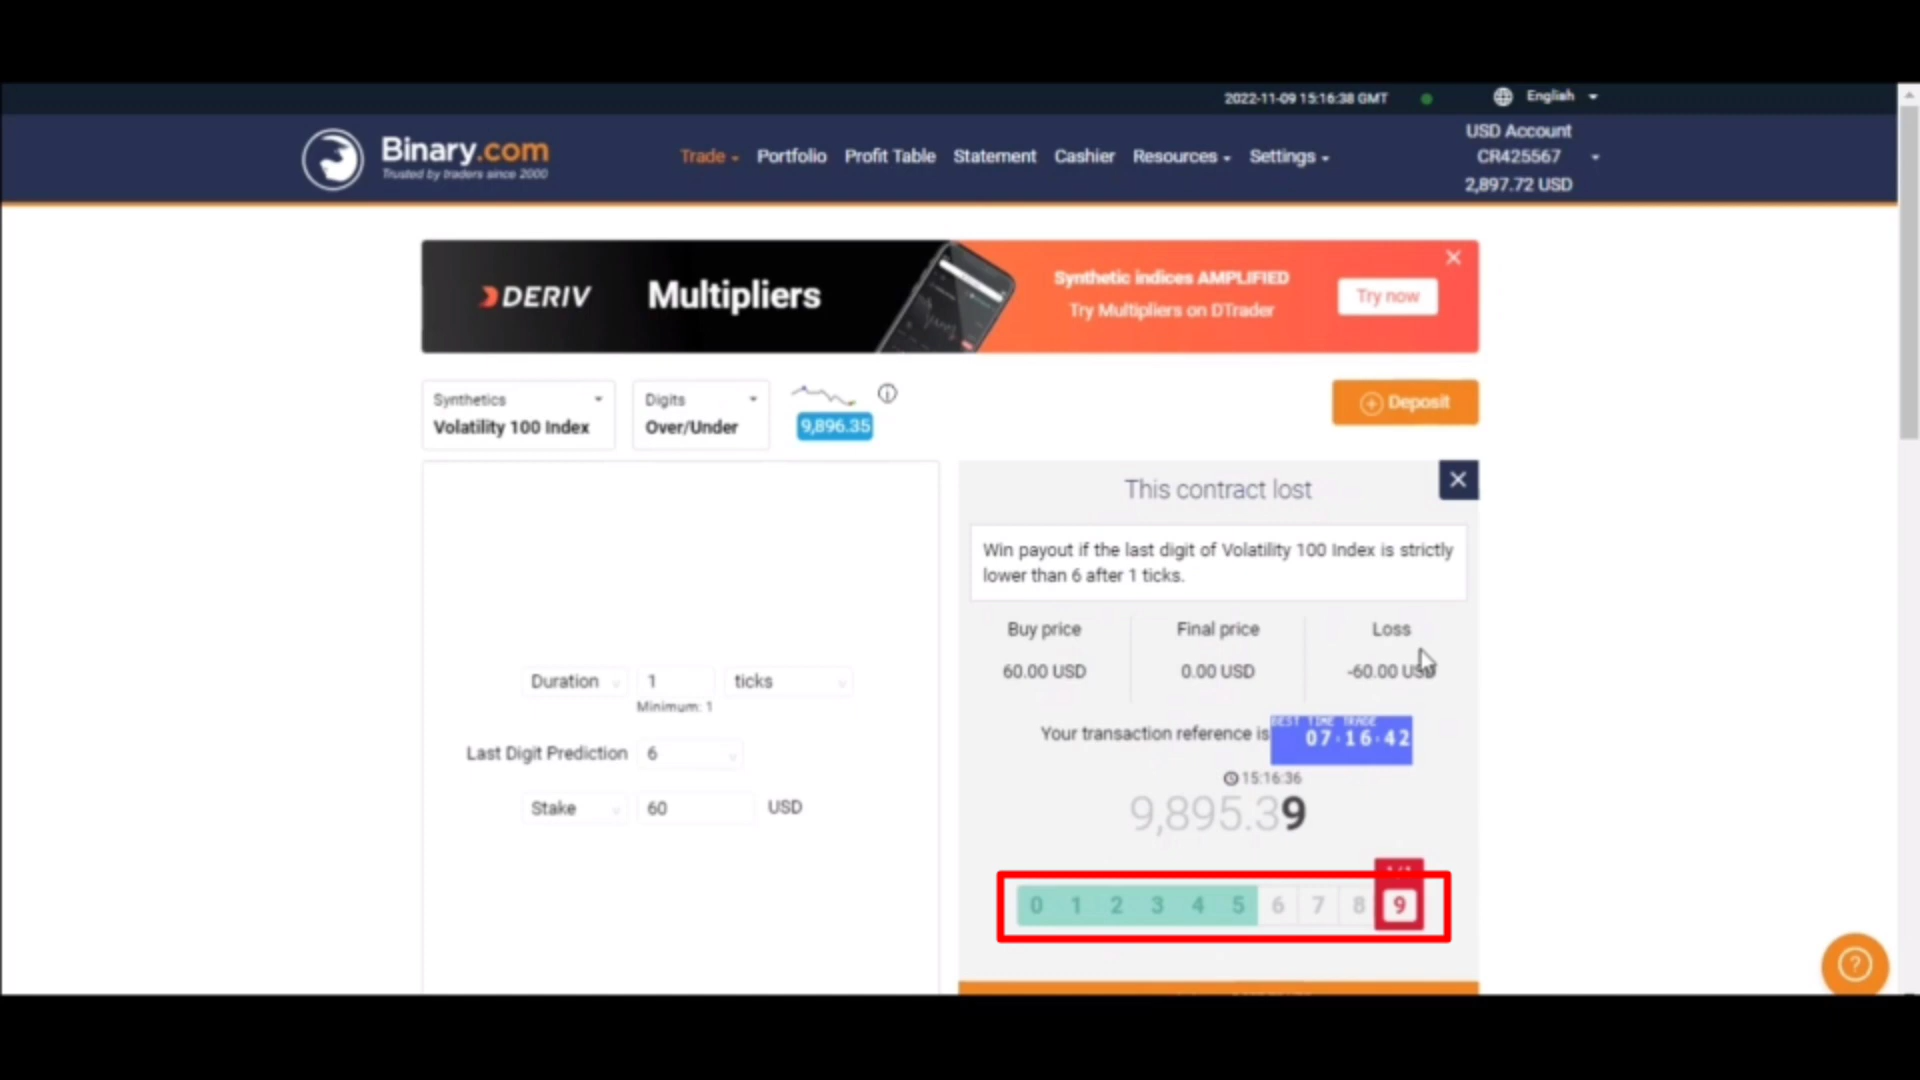 2022-11-09 15:16:38 GMT
English
Binary.com
Trusted by traders since 2000
Trade Portfolio Profit Table Statement Cashier Resources Settings
USD Account
CR425567
2,897.72 USD
DERIV
Multipliers
Synthetic indices AMPLIFIED
Try Multipliers on DTrader
Try now
Synthetics
Volatility 100 Index
Digits
Over/Under
9,896.35
Deposit
This contract lost
Win payout if the last digit of Volatility 100 Index is strictly
lower than 6 after 1 ticks.
Buy price Final price Loss
60.00 USD 0.00 USD -60.00 USD
Duration 1 ticks
Minimum: 1
Last Digit Prediction 6
Stake 60 USD
Your transaction reference is
BEST TIME TRADE
07:16:42
15:16:36
9,895.39
0 1 2 3 4 5 6 7 8 9